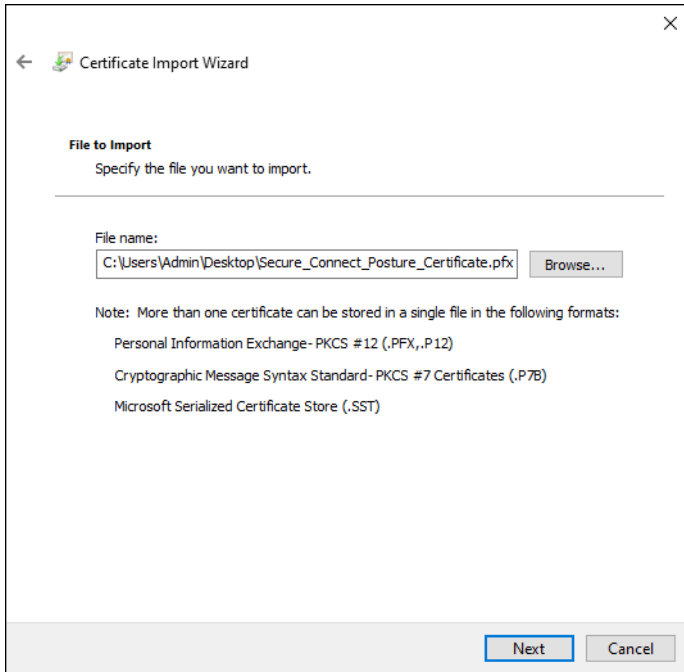 Certificate Import Wizard
File to Import
Specify the file you want to import.
File name:
C:\Users\Admin\Desktop\Secure_Connect_Posture_Certificate.pfx
Browse...
Note: More than one certificate can be stored in a single file in the following formats:
Personal Information Exchange- PKCS #12 (.PFX,.P12)
Cryptographic Message Syntax Standard- PKCS #7 Certificates (.P7B)
Microsoft Serialized Certificate Store (.SST)
Next
Cancel